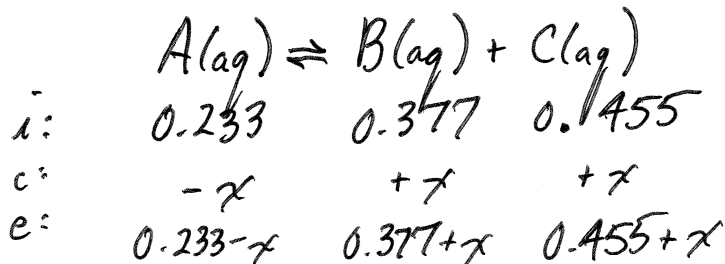 A(aq) ⇌ B(aq) + C(aq)
i: 0.233 0.377 0.455
c: -x +x +x
e: 0.233-x 0.377+x 0.455+x